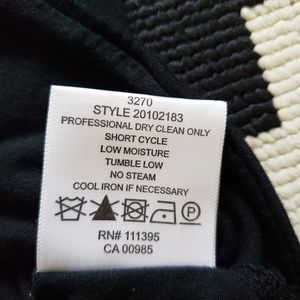 3270
STYLE 20102183
PROFESSIONAL DRY CLEAN ONLY
SHORT CYCLE
LOW MOISTURE
TUMBLE LOW
NO STEAM
COOL IRON IF NECESSARY
P
RN# 111395
CA 00985